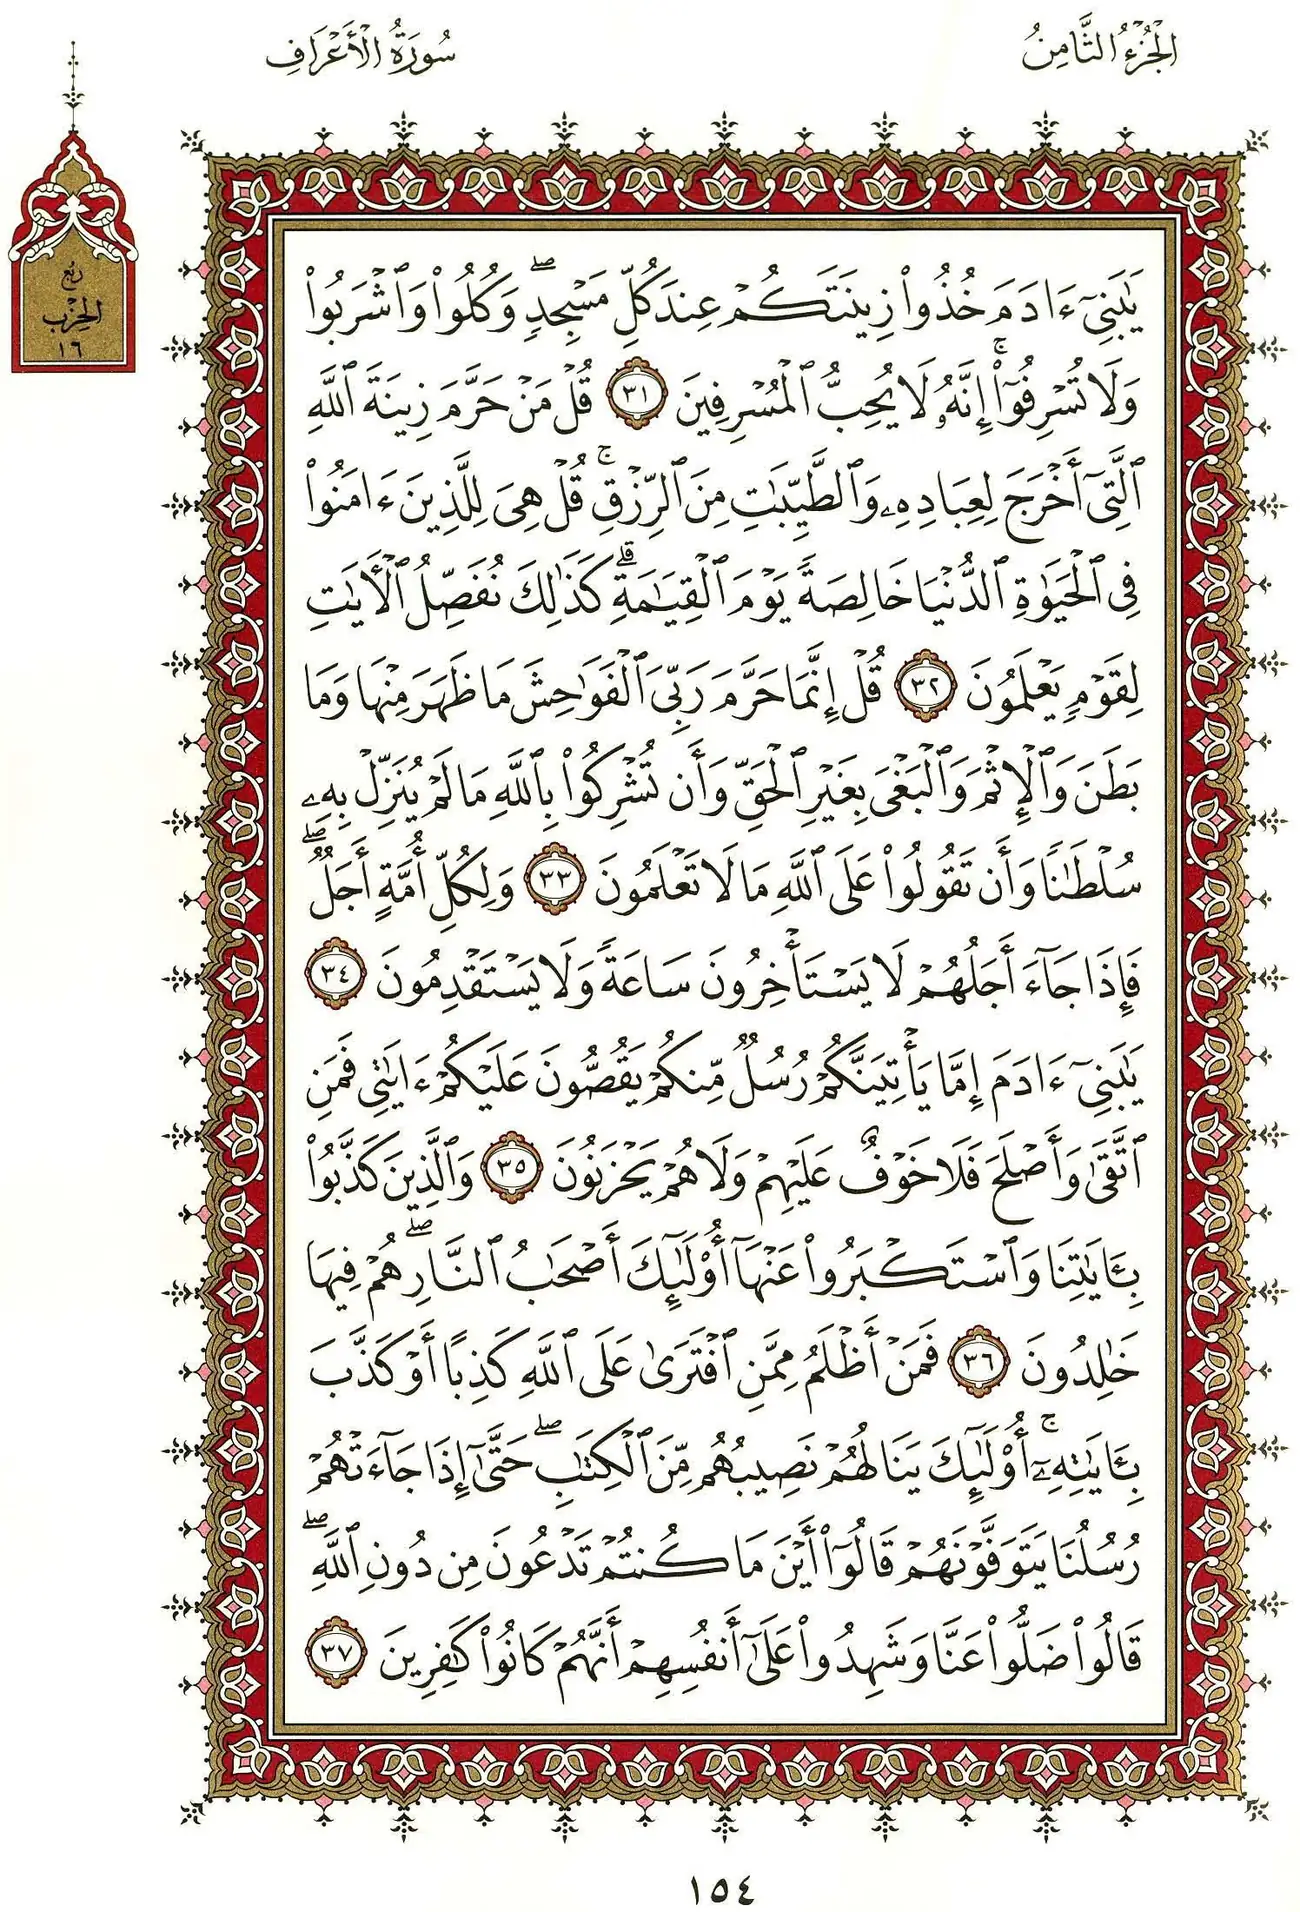 الجزء الثامن
سورة الأعراف
ربع
الحزب
١٦
يَٰبَنِىٓ ءَادَمَ خُذُواْ زِينَتَكُمۡ عِندَ كُلِّ مَسۡجِدٖ وَكُلُواْ وَٱشۡرَبُواْ
وَلَا تُسۡرِفُوٓاْۚ إِنَّهُۥ لَا يُحِبُّ ٱلۡمُسۡرِفِينَ ٣١ قُلۡ مَنۡ حَرَّمَ زِينَةَ ٱللَّهِ
ٱلَّتِىٓ أَخۡرَجَ لِعِبَادِهِۦ وَٱلطَّيِّبَٰتِ مِنَ ٱلرِّزۡقِۚ قُلۡ هِىَ لِلَّذِينَ ءَامَنُواْ
فِى ٱلۡحَيَوٰةِ ٱلدُّنۡيَا خَالِصَةٗ يَوۡمَ ٱلۡقِيَٰمَةِۗ كَذَٰلِكَ نُفَصِّلُ ٱلۡأٓيَٰتِ
لِقَوۡمٖ يَعۡلَمُونَ ٣٢ قُلۡ إِنَّمَا حَرَّمَ رَبِّىَ ٱلۡفَوَٰحِشَ مَا ظَهَرَ مِنۡهَا وَمَا
بَطَنَ وَٱلۡإِثۡمَ وَٱلۡبَغۡىَ بِغَيۡرِ ٱلۡحَقِّ وَأَن تُشۡرِكُواْ بِٱللَّهِ مَا لَمۡ يُنَزِّلۡ بِهِۦ
سُلۡطَٰنٗا وَأَن تَقُولُواْ عَلَى ٱللَّهِ مَا لَا تَعۡلَمُونَ ٣٣ وَلِكُلِّ أُمَّةٍ أَجَلٞۖ
فَإِذَا جَآءَ أَجَلُهُمۡ لَا يَسۡتَأۡخِرُونَ سَاعَةٗ وَلَا يَسۡتَقۡدِمُونَ ٣٤
يَٰبَنِىٓ ءَادَمَ إِمَّا يَأۡتِيَنَّكُمۡ رُسُلٞ مِّنكُمۡ يَقُصُّونَ عَلَيۡكُمۡ ءَايَٰتِى فَمَنِ
ٱتَّقَىٰ وَأَصۡلَحَ فَلَا خَوۡفٌ عَلَيۡهِمۡ وَلَا هُمۡ يَحۡزَنُونَ ٣٥ وَٱلَّذِينَ كَذَّبُواْ
بِـَٔايَٰتِنَا وَٱسۡتَكۡبَرُواْ عَنۡهَآ أُوْلَٰٓئِكَ أَصۡحَٰبُ ٱلنَّارِۖ هُمۡ فِيهَا
خَٰلِدُونَ ٣٦ فَمَنۡ أَظۡلَمُ مِمَّنِ ٱفۡتَرَىٰ عَلَى ٱللَّهِ كَذِبًا أَوۡ كَذَّبَ
بِـَٔايَٰتِهِۦٓۚ أُوْلَٰٓئِكَ يَنَالُهُمۡ نَصِيبُهُم مِّنَ ٱلۡكِتَٰبِۖ حَتَّىٰٓ إِذَا جَآءَتۡهُمۡ
رُسُلُنَا يَتَوَفَّوۡنَهُمۡ قَالُوٓاْ أَيۡنَ مَا كُنتُمۡ تَدۡعُونَ مِن دُونِ ٱللَّهِۖ
قَالُواْ ضَلُّواْ عَنَّا وَشَهِدُواْ عَلَىٰٓ أَنفُسِهِمۡ أَنَّهُمۡ كَانُواْ كَٰفِرِينَ ٣٧
١٥٤